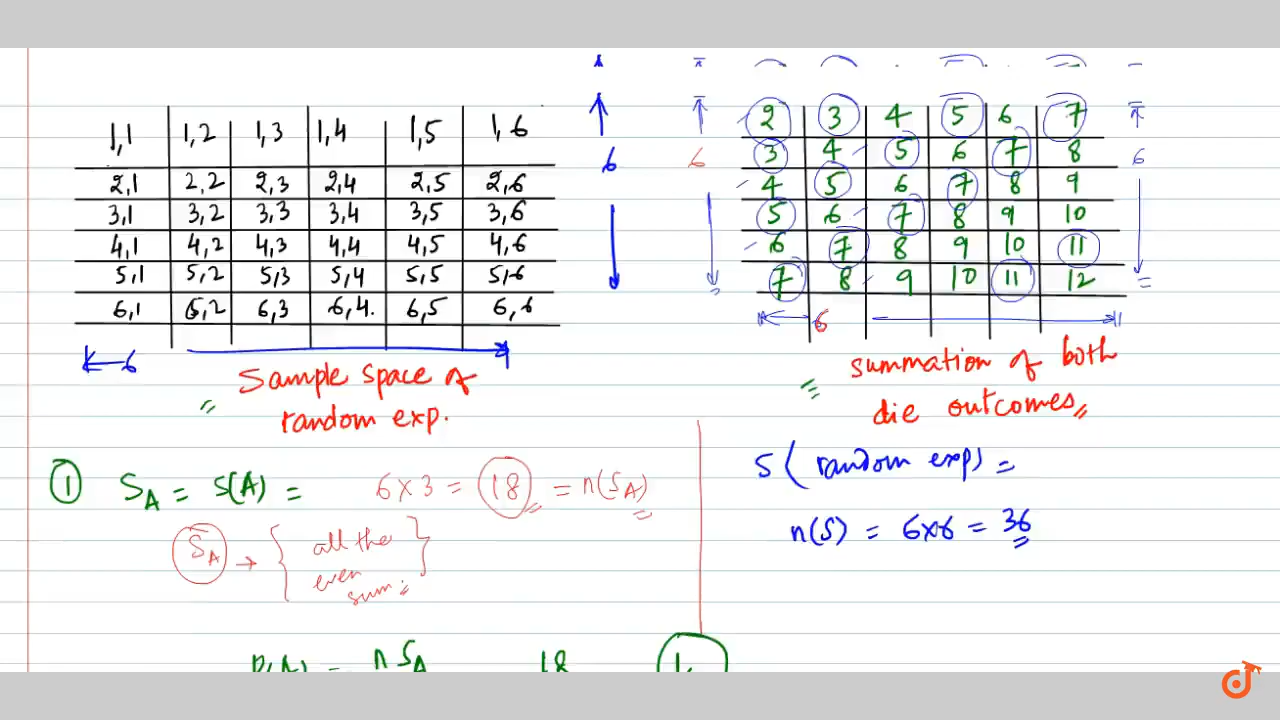 1,1 1,2 1,3 1,4 1,5 1,6
2,1 2,2 2,3 2,4 2,5 2,6
3,1 3,2 3,3 3,4 3,5 3,6
4,1 4,2 4,3 4,4 4,5 4,6
5,1 5,2 5,3 5,4 5,5 5,6
6,1 6,2 6,3 6,4. 6,5 6,6
6
6
Sample space of
random exp.
2 3 4 5 6 7
3 4 5 6 7 8
4 5 6 7 8 9
5 6 7 8 9 10
6 7 8 9 10 11
7 8 9 10 11 12
6
6
6
summation of both
die outcomes
S ( random exp) =
n(S) = 6x6 = 36
1 S_A = S(A) = 6x3 = 18 = n(S_A)
S_A → { all the
even
sum }
P(A) = n S_A 18